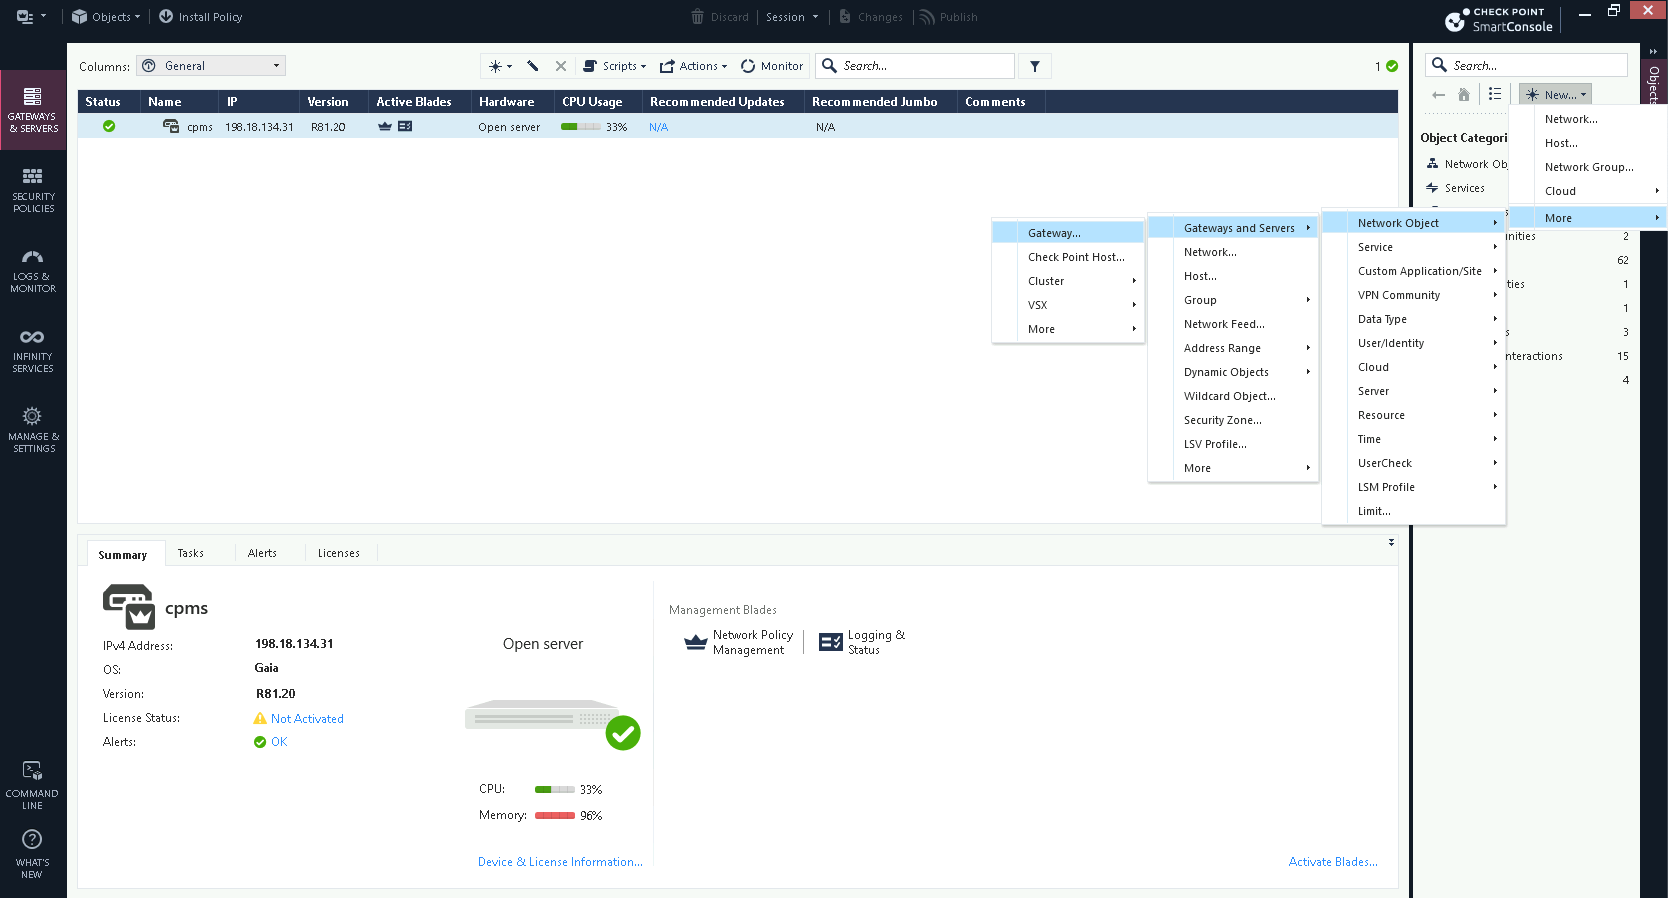 Objects
Install Policy
Discard
Session
Changes
Publish
CHECK POINT
SmartConsole
GATEWAYS
& SERVERS
SECURITY
POLICIES
LOGS &
MONITOR
INFINITY
SERVICES
MANAGE &
SETTINGS
COMMAND
LINE
WHAT'S
NEW
Columns: General
Scripts Actions Monitor Search...
1
Status Name IP Version Active Blades Hardware CPU Usage Recommended Updates Recommended Jumbo Comments
cpms 198.18.134.31 R81.20 Open server 33% N/A N/A
Search...
Objects
New...
Object Categori
Network Obj
Services
Network...
Host...
Network Group...
Cloud
More
s
nities 2
62
ties 1
1
s 3
nteractions 15
4
Network Object
Service
Custom Application/Site
VPN Community
Data Type
User/Identity
Cloud
Server
Resource
Time
UserCheck
LSM Profile
Limit...
Gateways and Servers
Network...
Host...
Group
Network Feed...
Address Range
Dynamic Objects
Wildcard Object...
Security Zone...
LSV Profile...
More
Gateway...
Check Point Host...
Cluster
VSX
More
Summary Tasks Alerts Licenses
cpms
IPv4 Address: 198.18.134.31
OS: Gaia
Version: R81.20
License Status: Not Activated
Alerts: OK
Open server
CPU: 33%
Memory: 96%
Device & License Information...
Management Blades
Network Policy
Management
Logging &
Status
Activate Blades...